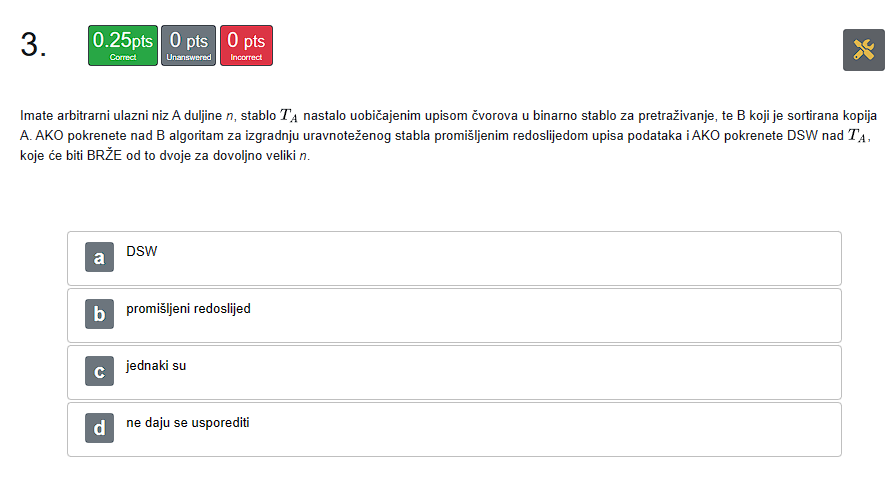 3.
0.25pts
Correct
0 pts
Unanswered
0 pts
Incorrect
Imate arbitrarni ulazni niz A duljine n, stablo T_A nastalo uobičajenim upisom čvorova u binarno stablo za pretraživanje, te B koji je sortirana kopija
A. AKO pokrenete nad B algoritam za izgradnju uravnoteženog stabla promišljenim redoslijedom upisa podataka i AKO pokrenete DSW nad T_A,
koje će biti BRŽE od to dvoje za dovoljno veliki n.
a DSW
b promišljeni redoslijed
c jednaki su
d ne daju se usporediti